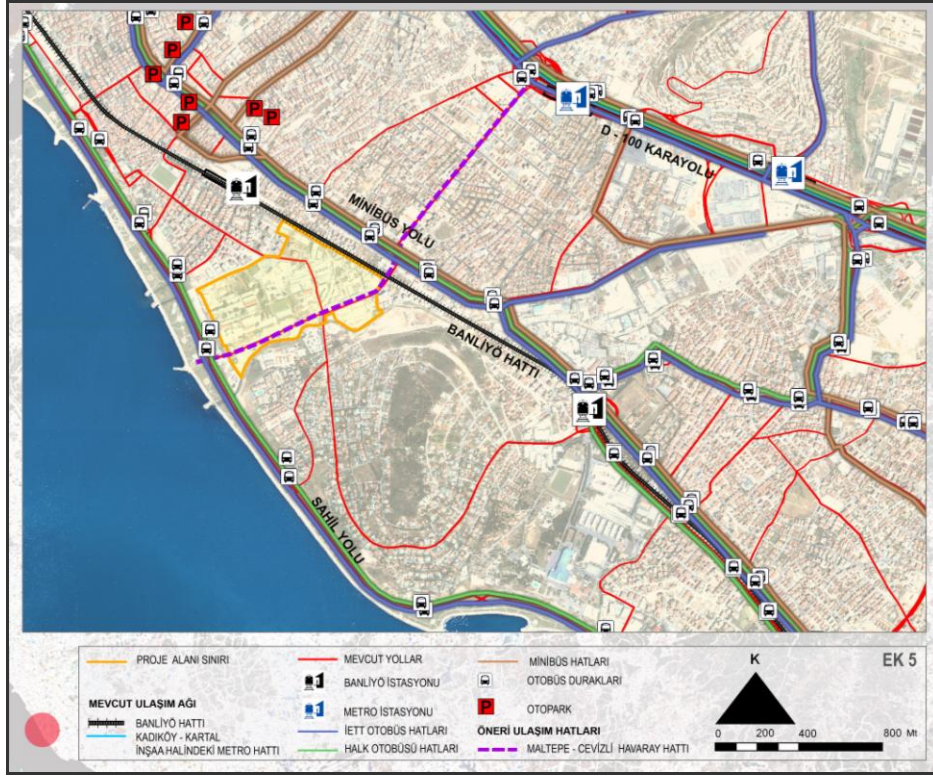 P
P
P
P
P
P
P
D - 100 KARAYOLU
MİNİBÜS YOLU
BANLİYÖ HATTI
SAHİL YOLU
PROJE ALANI SINIRI
MEVCUT ULAŞIM AĞI
BANLİYÖ HATTI
KADIKÖY - KARTAL
İNŞAA HALİNDEKİ METRO HATTI
MEVCUT YOLLAR
BANLİYÖ İSTASYONU
METRO İSTASYONU
İETT OTOBÜS HATLARI
HALK OTOBÜSÜ HATLARI
MİNİBÜS HATLARI
OTOBÜS DURAKLARI
P OTOPARK
ÖNERİ ULAŞIM HATLARI
MALTEPE - CEVİZLİ HAVARAY HATTI
K
EK 5
0 200 400 800 Mt